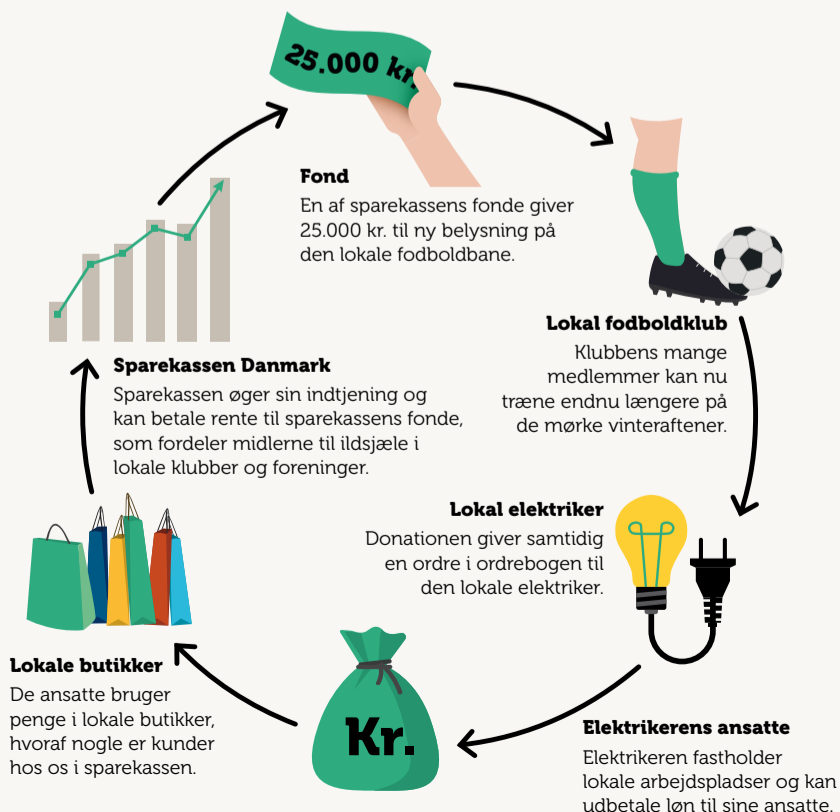 25.000 kr.
Fond
En af sparekassens fonde giver
25.000 kr. til ny belysning på
den lokale fodboldbane.
Lokal fodboldklub
Klubbens mange
medlemmer kan nu
træne endnu længere på
de mørke vinteraftener.
Lokal elektriker
Donationen giver samtidig
en ordre i ordrebogen til
den lokale elektriker.
Elektrikerens ansatte
Elektrikeren fastholder
lokale arbejdspladser og kan
udbetale løn til sine ansatte.
Kr.
Lokale butikker
De ansatte bruger
penge i lokale butikker,
hvoraf nogle er kunder
hos os i sparekassen.
Sparekassen Danmark
Sparekassen øger sin indtjening og
kan betale rente til sparekassens fonde,
som fordeler midlerne til ildsjæle i
lokale klubber og foreninger.